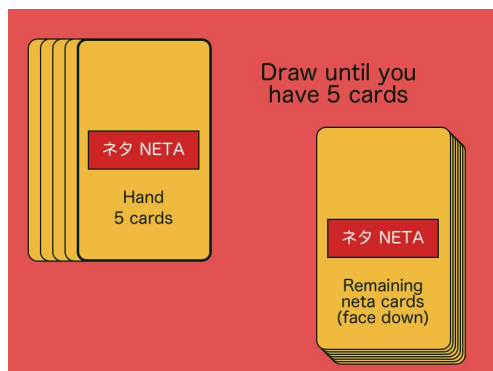 Draw until you
have 5 cards
ネタ NETA
Hand
5 cards
ネタ NETA
Remaining
neta cards
(face down)